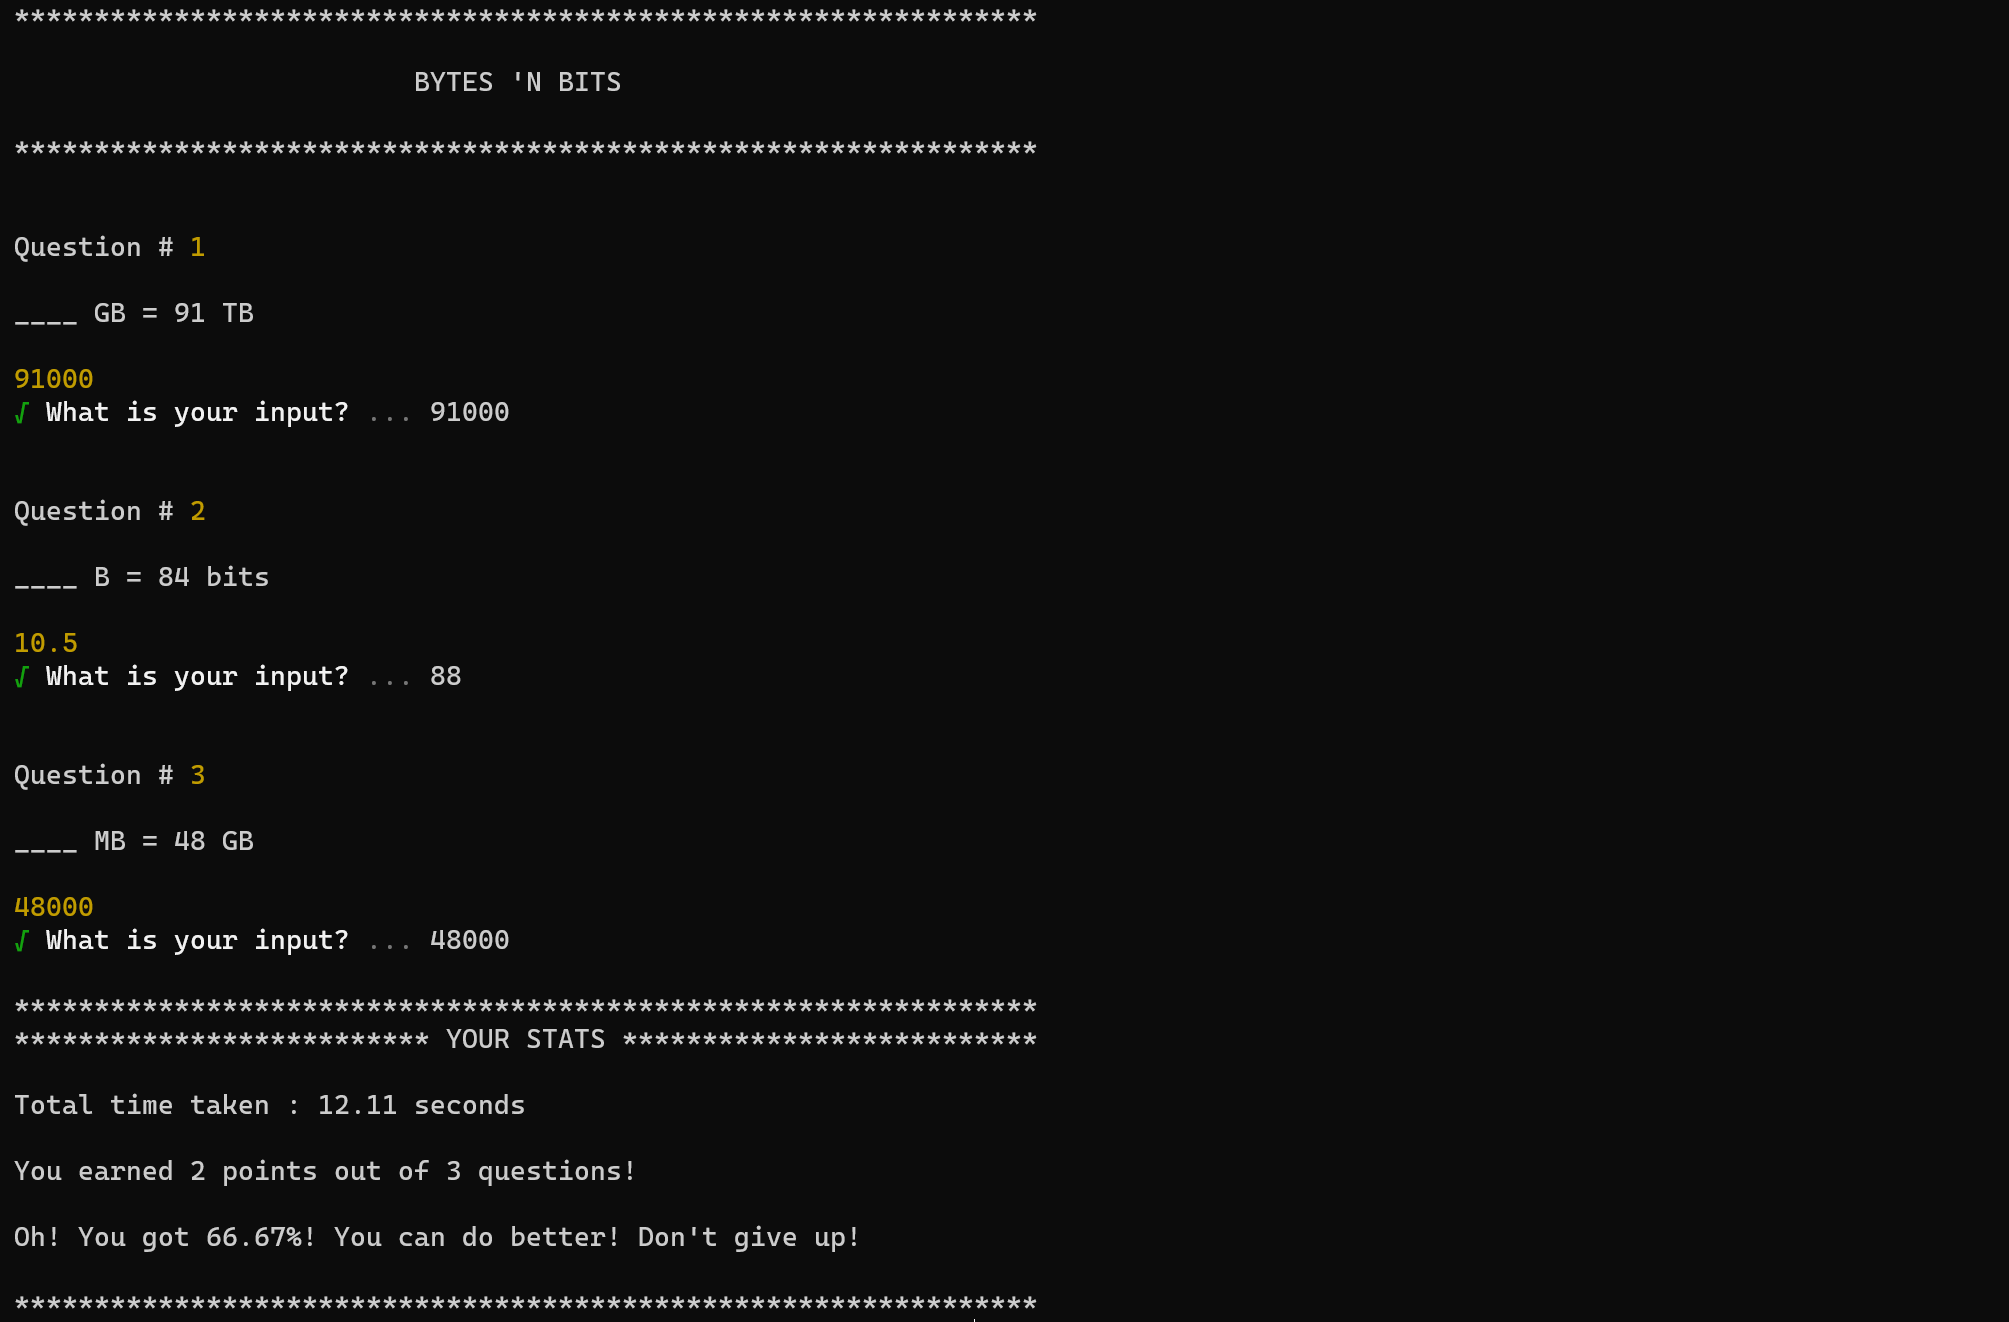 ****************************************************************
BYTES 'N BITS
****************************************************************
Question # 1
____ GB = 91 TB
91000
√ What is your input? ... 91000
Question # 2
____ B = 84 bits
10.5
√ What is your input? ... 88
Question # 3
____ MB = 48 GB
48000
√ What is your input? ... 48000
****************************************************************
************************** YOUR STATS **************************
Total time taken : 12.11 seconds
You earned 2 points out of 3 questions!
Oh! You got 66.67%! You can do better! Don't give up!
****************************************************************